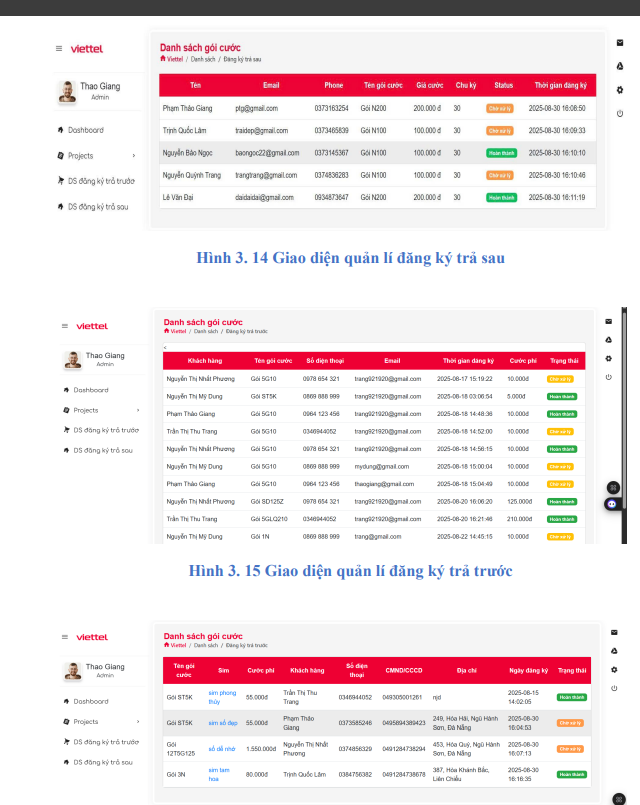 viettel
Danh sách gói cước
Viettel / Danh sách / Đăng ký trả sau
Thao Giang
Admin
Dashboard
Projects
DS đăng ký trả trước
DS đăng ký trả sau
Tên Email Phone Tên gói cước Giá cước Chu kỳ Status Thời gian đăng ký
Phạm Thảo Giang ptg@gmail.com 0373163254 Gói N200 200.000 đ 30 Chờ xử lý 2025-08-30 16:08:50
Trịnh Quốc Lâm traidep@gmail.com 0373465839 Gói N100 100.000 đ 30 Chờ xử lý 2025-08-30 16:09:33
Nguyễn Bảo Ngọc baongoc22@gmail.com 0373145367 Gói N100 100.000 đ 30 Hoàn thành 2025-08-30 16:10:10
Nguyễn Quỳnh Trang trangtrang@gmail.com 0374836283 Gói N100 100.000 đ 30 Chờ xử lý 2025-08-30 16:10:46
Lê Văn Đại daidaidai@gmail.com 0934873647 Gói N200 200.000 đ 30 Hoàn thành 2025-08-30 16:11:19
Hình 3. 14 Giao diện quản lí đăng ký trả sau
viettel
Danh sách gói cước
Viettel / Danh sách / Đăng ký trả trước
Thao Giang
Admin
Dashboard
Projects
DS đăng ký trả trước
DS đăng ký trả sau
Khách hàng Tên gói cước Số điện thoại Email Thời gian đăng ký Cước phí Trạng thái
Nguyễn Thị Nhất Phương Gói 5G10 0978 654 321 trang921920@gmail.com 2025-08-17 15:19:22 10.000đ Chờ xử lý
Nguyễn Thị Mỹ Dung Gói ST5K 0869 888 999 trang921920@gmail.com 2025-08-18 03:06:54 5.000đ Hoàn thành
Phạm Thảo Giang Gói 5G10 0964 123 456 trang921920@gmail.com 2025-08-18 14:48:36 10.000đ Chờ xử lý
Trần Thị Thu Trang Gói 5G10 0346944052 trang921920@gmail.com 2025-08-18 14:52:00 10.000đ Chờ xử lý
Nguyễn Thị Nhất Phương Gói 5G10 0978 654 321 trang921920@gmail.com 2025-08-18 14:56:15 10.000đ Hoàn thành
Nguyễn Thị Mỹ Dung Gói 5G10 0869 888 999 mydung@gmail.com 2025-08-18 15:00:04 10.000đ Chờ xử lý
Phạm Thảo Giang Gói 5G10 0964 123 456 thaogiang@gmail.com 2025-08-18 15:04:49 10.000đ Chờ xử lý
Nguyễn Thị Nhất Phương Gói SD125Z 0978 654 321 trang921920@gmail.com 2025-08-20 16:06:20 125.000đ Hoàn thành
Trần Thị Thu Trang Gói 5GLQ210 0346944052 trang921920@gmail.com 2025-08-20 16:21:46 210.000đ Hoàn thành
Nguyễn Thị Mỹ Dung Gói 1N 0869 888 999 trang@gmail.com 2025-08-22 14:45:15 10.000đ Chờ xử lý
Hình 3. 15 Giao diện quản lí đăng ký trả trước
viettel
Danh sách gói cước
Viettel / Danh sách / Đăng ký trả trước
Thao Giang
Admin
Dashboard
Projects
DS đăng ký trả trước
DS đăng ký trả sau
Tên gói cước Sim Cước phí Khách hàng Số điện thoại CMND/CCCD Địa chỉ Ngày đăng ký Trạng thái
Gói ST5K sim phong thủy 55.000đ Trần Thị Thu Trang 0346944052 049305001261 njd 2025-08-15 14:02:05 Hoàn thành
Gói ST5K sim số đẹp 55.000đ Phạm Thảo Giang 0373585246 0495894389423 249, Hòa Hải, Ngũ Hành Sơn, Đà Nẵng 2025-08-30 16:04:53 Chờ xử lý
Gói 12T5G125 số dễ nhớ 1.550.000đ Nguyễn Thị Nhất Phương 0374856329 0491284738294 453, Hòa Quý, Ngũ Hành Sơn, Đà Nẵng 2025-08-30 16:07:13 Chờ xử lý
Gói 3N sim tam hoa 80.000đ Trịnh Quốc Lâm 0384756382 0491284738678 387, Hòa Khánh Bắc, Liên Chiểu 2025-08-30 16:16:35 Hoàn thành